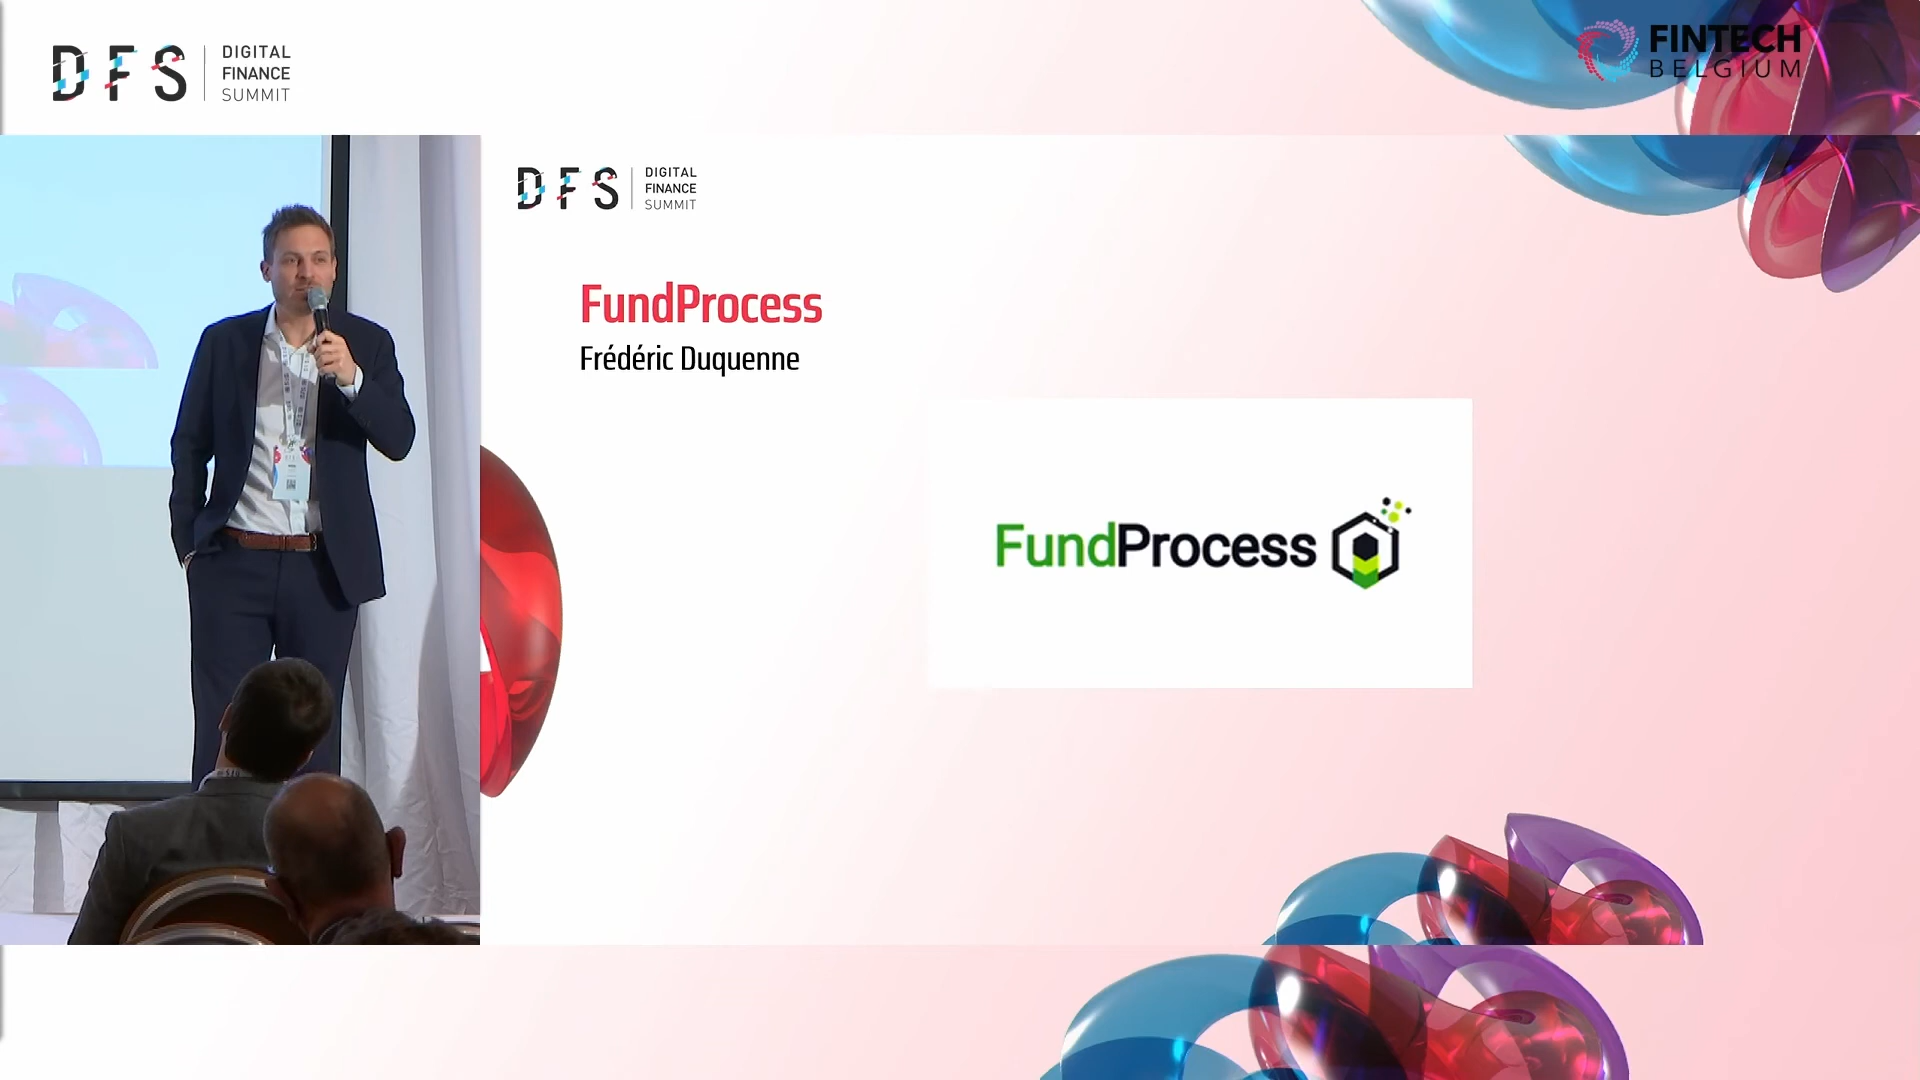 DFS
DIGITAL
FINANCE
SUMMIT
FINTECH
BELGIUM
DFS
DIGITAL
FINANCE
SUMMIT
FundProcess
Frédéric Duquenne
FundProcess